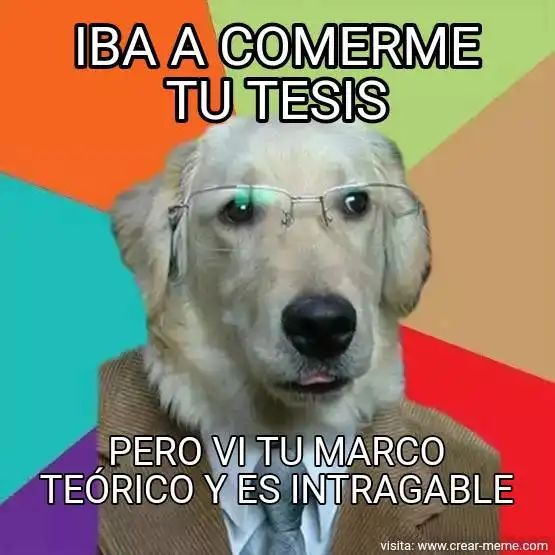 IBA A COMERME
TU TESIS
PERO VI TU MARCO
TEÓRICO Y ES INTRAGABLE
visita: www.crear-meme.com